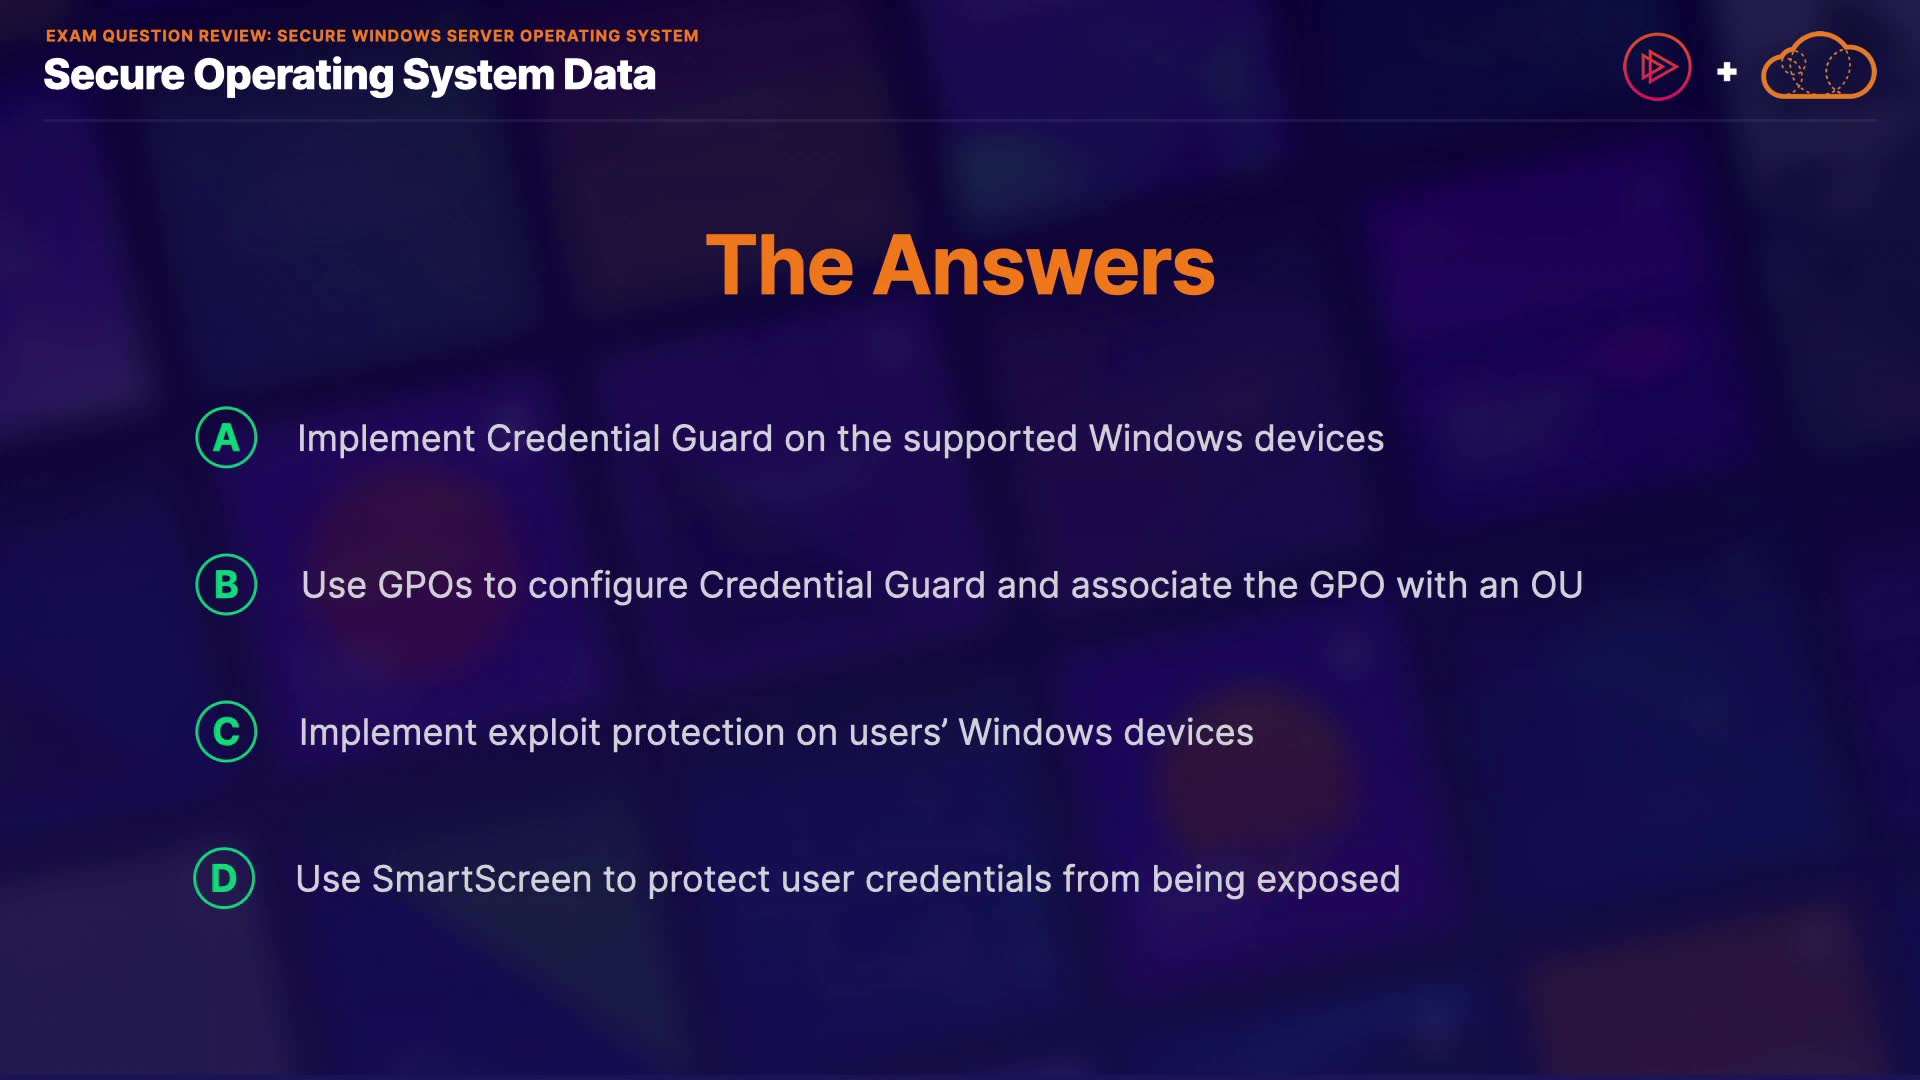 EXAM QUESTION REVIEW: SECURE WINDOWS SERVER OPERATING SYSTEM
Secure Operating System Data
+
The Answers
A Implement Credential Guard on the supported Windows devices
B Use GPOs to configure Credential Guard and associate the GPO with an OU
C Implement exploit protection on users’ Windows devices
D Use SmartScreen to protect user credentials from being exposed